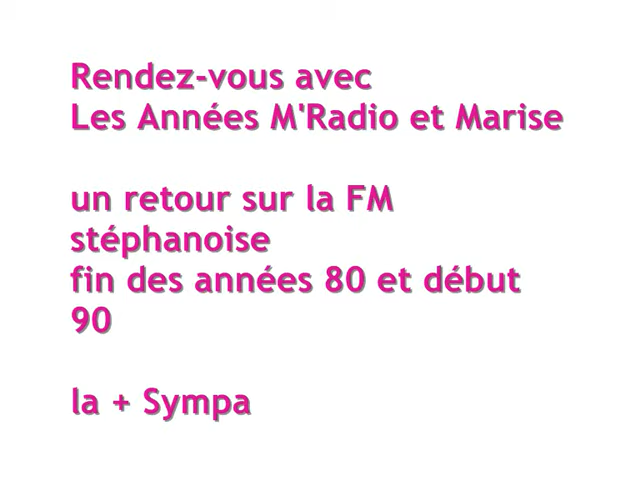 Rendez-vous avec
Les Années M'Radio et Marise
un retour sur la FM
stéphanoise
fin des années 80 et début
90
la + Sympa